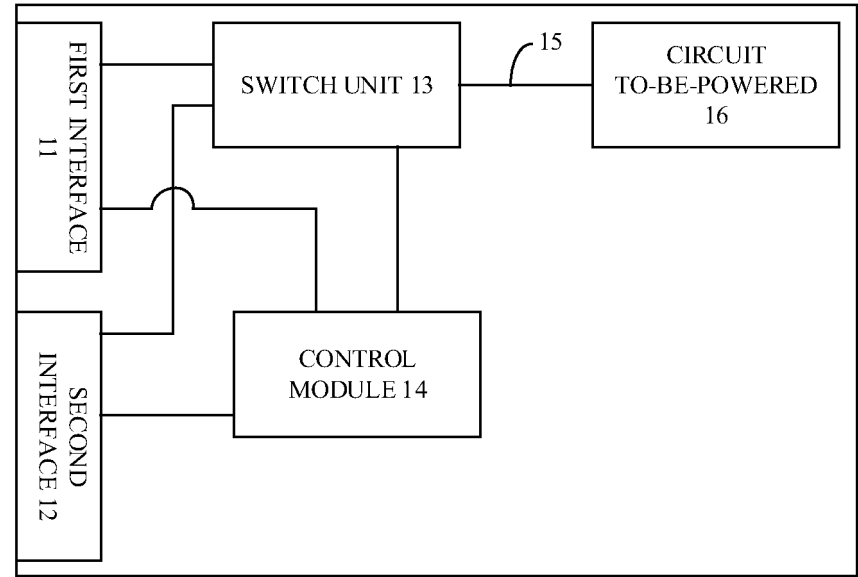 FIRST INTERFACE
11
SWITCH UNIT 13
15
CIRCUIT
TO-BE-POWERED
16
SECOND
INTERFACE 12
CONTROL
MODULE 14